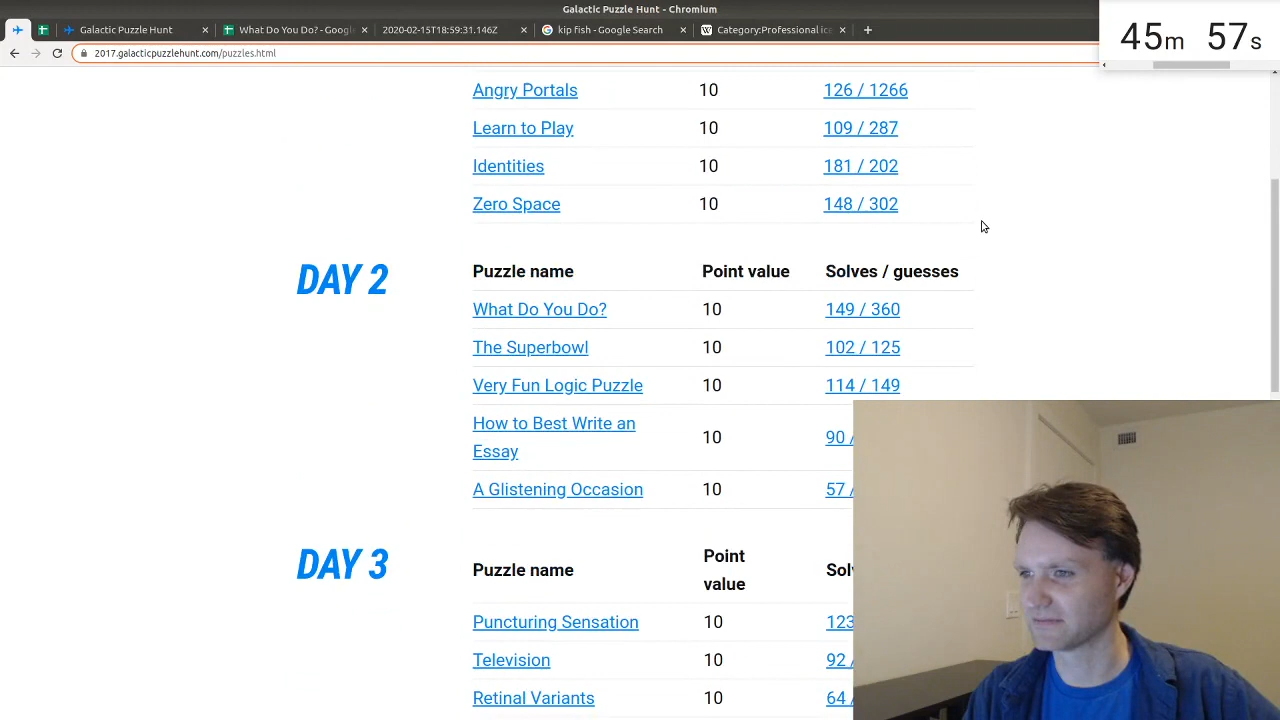 Galactic Puzzle Hunt - Chromium
Galactic Puzzle Hunt
What Do You Do? - Goog
2020-02-15T18:59:31.146Z
kip fish - Google Search
Category:Professional ice
45m 57s
2017.galacticpuzzlehunt.com/puzzles.html
Angry Portals 10 126 / 1266
Learn to Play 10 109 / 287
Identities 10 181 / 202
Zero Space 10 148 / 302
DAY 2
Puzzle name Point value Solves / guesses
What Do You Do? 10 149 / 360
The Superbowl 10 102 / 125
Very Fun Logic Puzzle 10 114 / 149
How to Best Write an
Essay 10 90 /
A Glistening Occasion 10 57 /
DAY 3
Puzzle name Point value Sol
Puncturing Sensation 10 123
Television 10 92 /
Retinal Variants 10 64 /